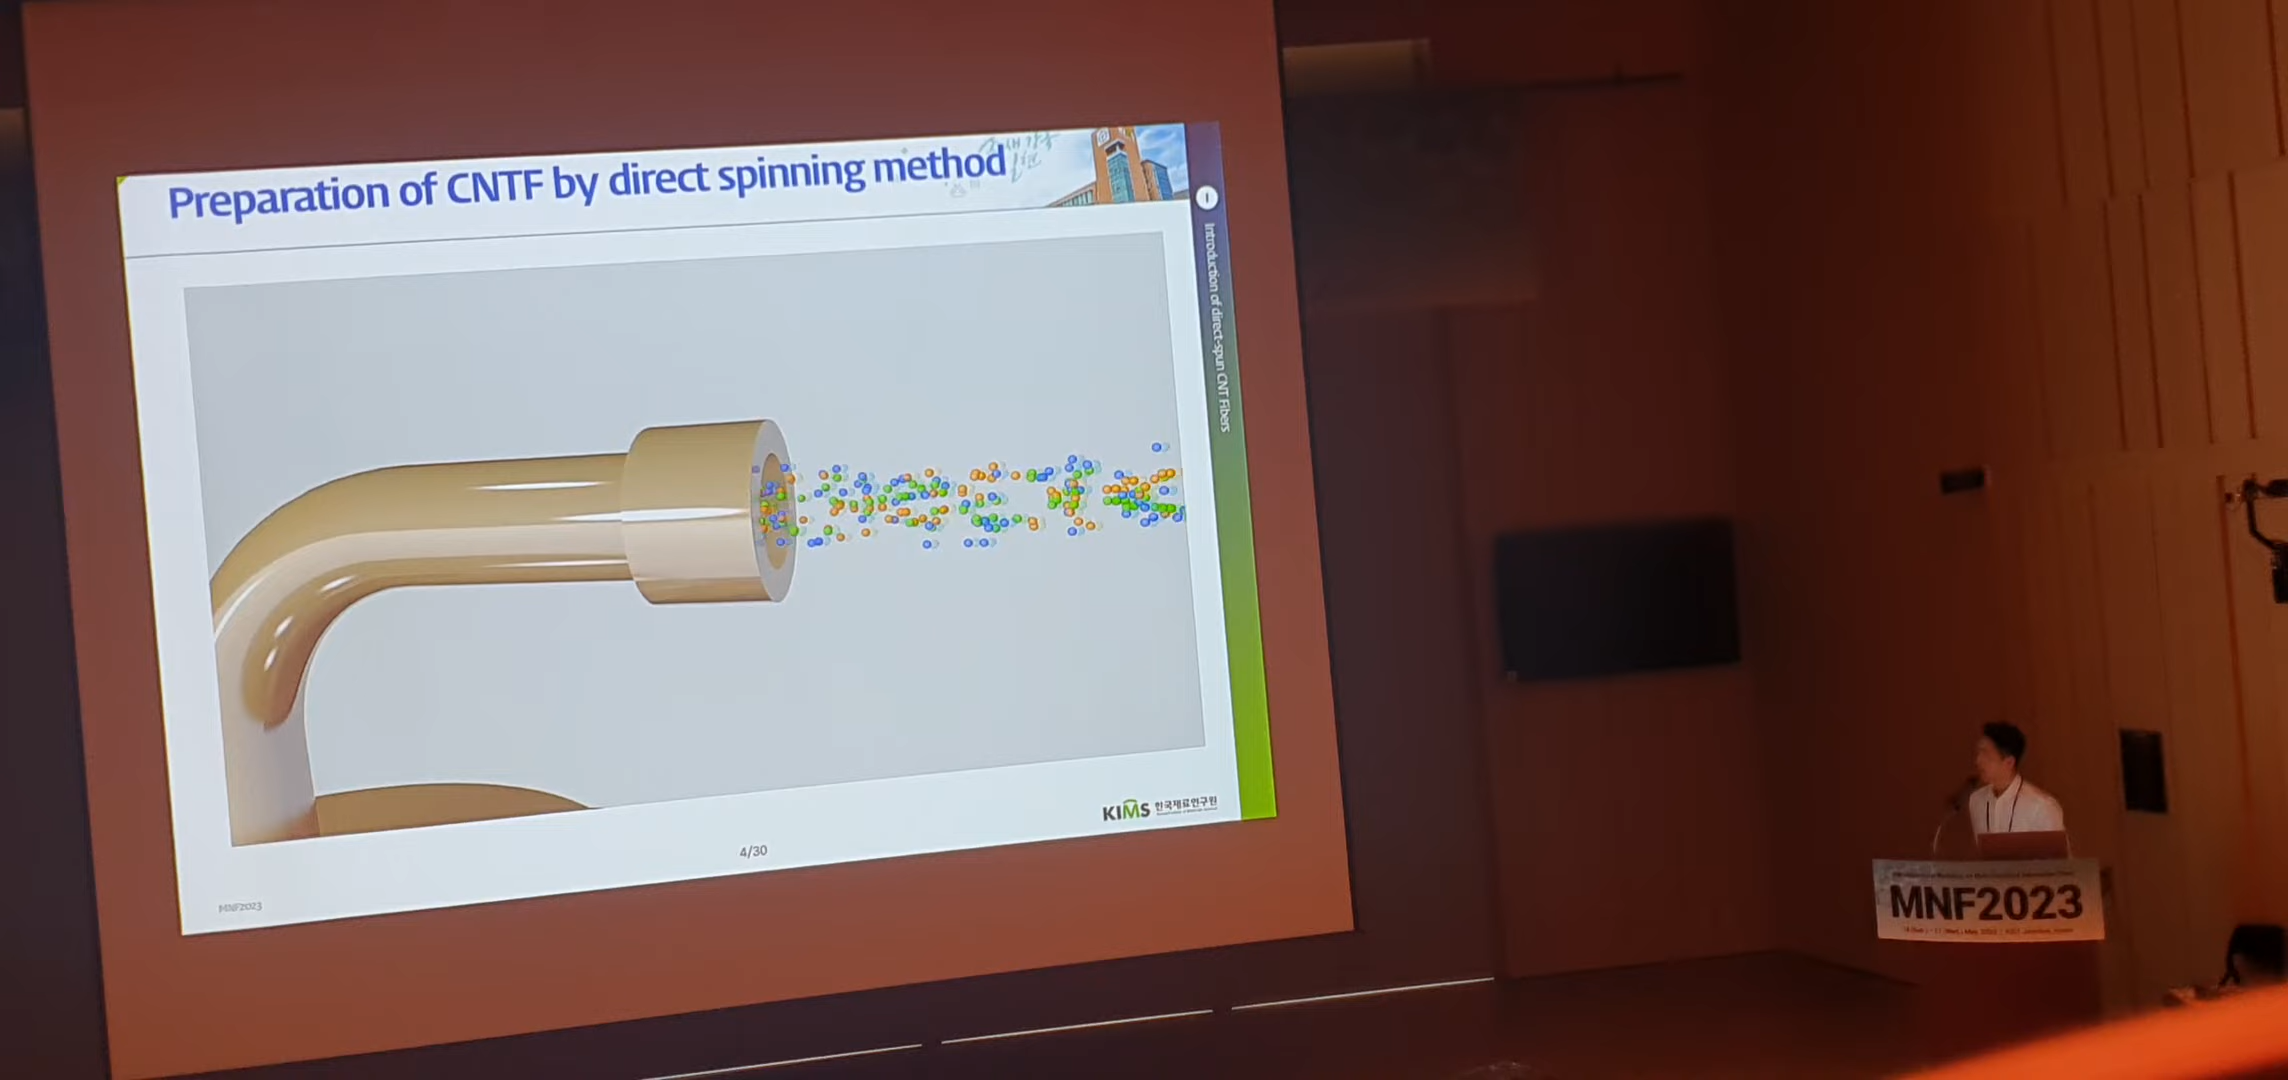 Preparation of CNTF by direct spinning method
I
Introduction of direct-spun CNT Fibers
KIMS 한국재료연구원
4/30
MNF2023
MNF2023